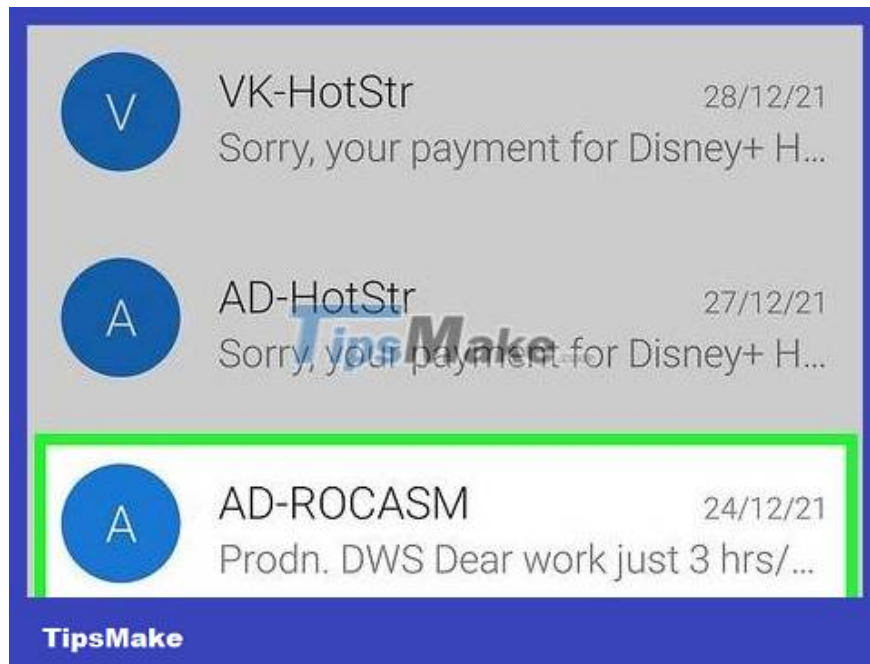 V
VK-HotStr
28/12/21
Sorry, your payment for Disney+ H...
A
AD-HotStr
27/12/21
TipsMake
Sorry, your payment for Disney+ H...
A
AD-ROCASM
24/12/21
Prodn. DWS Dear work just 3 hrs/...
TipsMake